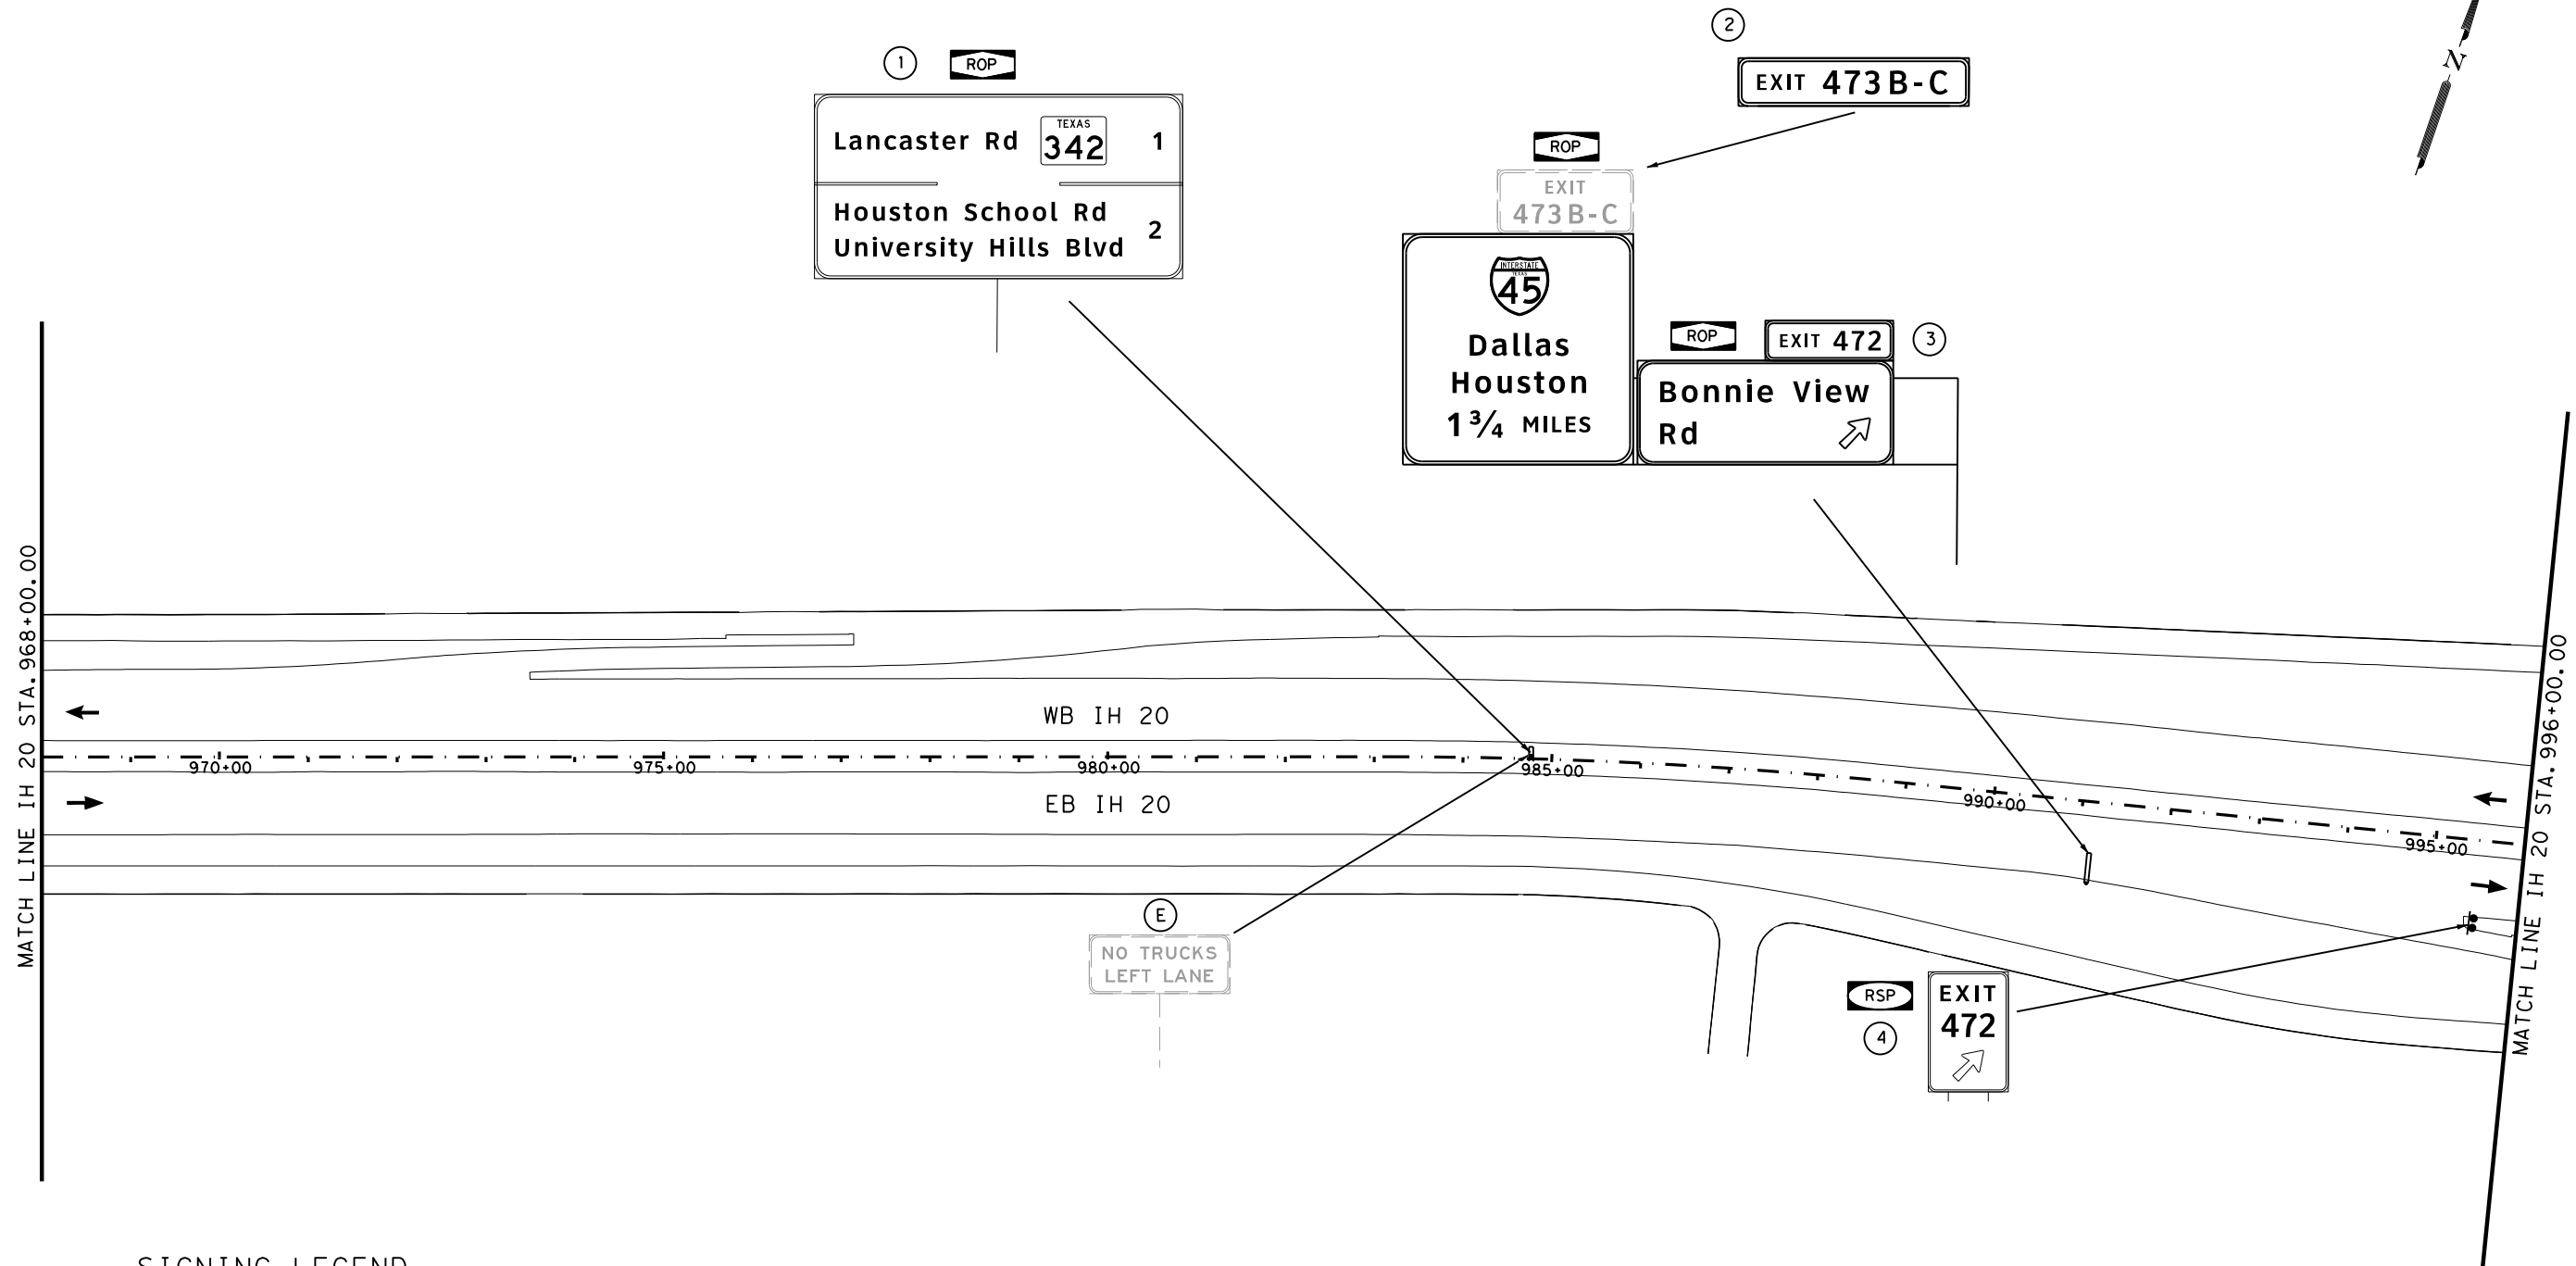 1
ROP
Lancaster Rd TEXAS 342 1
Houston School Rd
University Hills Blvd 2
2
EXIT 473B-C
ROP
EXIT
473B-C
INTERSTATE
TEXAS
45
Dallas
Houston
1 3/4 MILES
ROP
EXIT 472
3
Bonnie View
Rd
N
MATCH LINE IH 20 STA. 968+00.00
WB IH 20
970+00
975+00
980+00
985+00
990+00
995+00
EB IH 20
MATCH LINE IH 20 STA. 996+00.00
E
NO TRUCKS
LEFT LANE
RSP
4
EXIT
472
SIGNING LEGEND